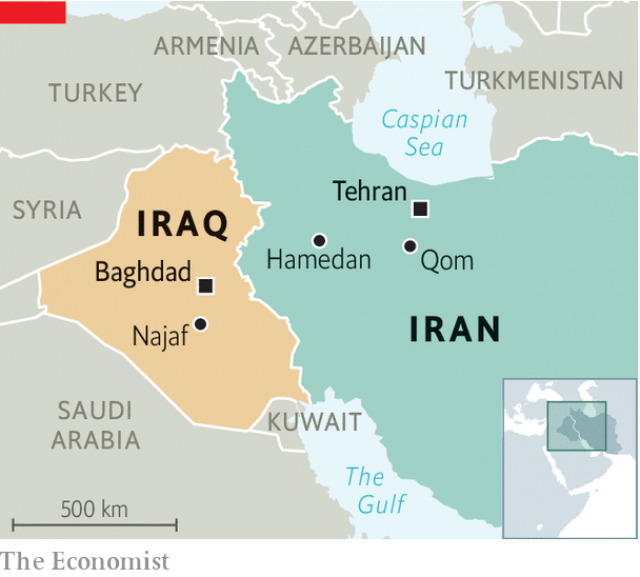 ARMENIA
AZERBAIJAN
TURKEY
TURKMENISTAN
Caspian
Sea
SYRIA
Tehran
IRAQ
Hamedan
Qom
Baghdad
IRAN
Najaf
SAUDI
ARABIA
KUWAIT
The
Gulf
500 km
The Economist